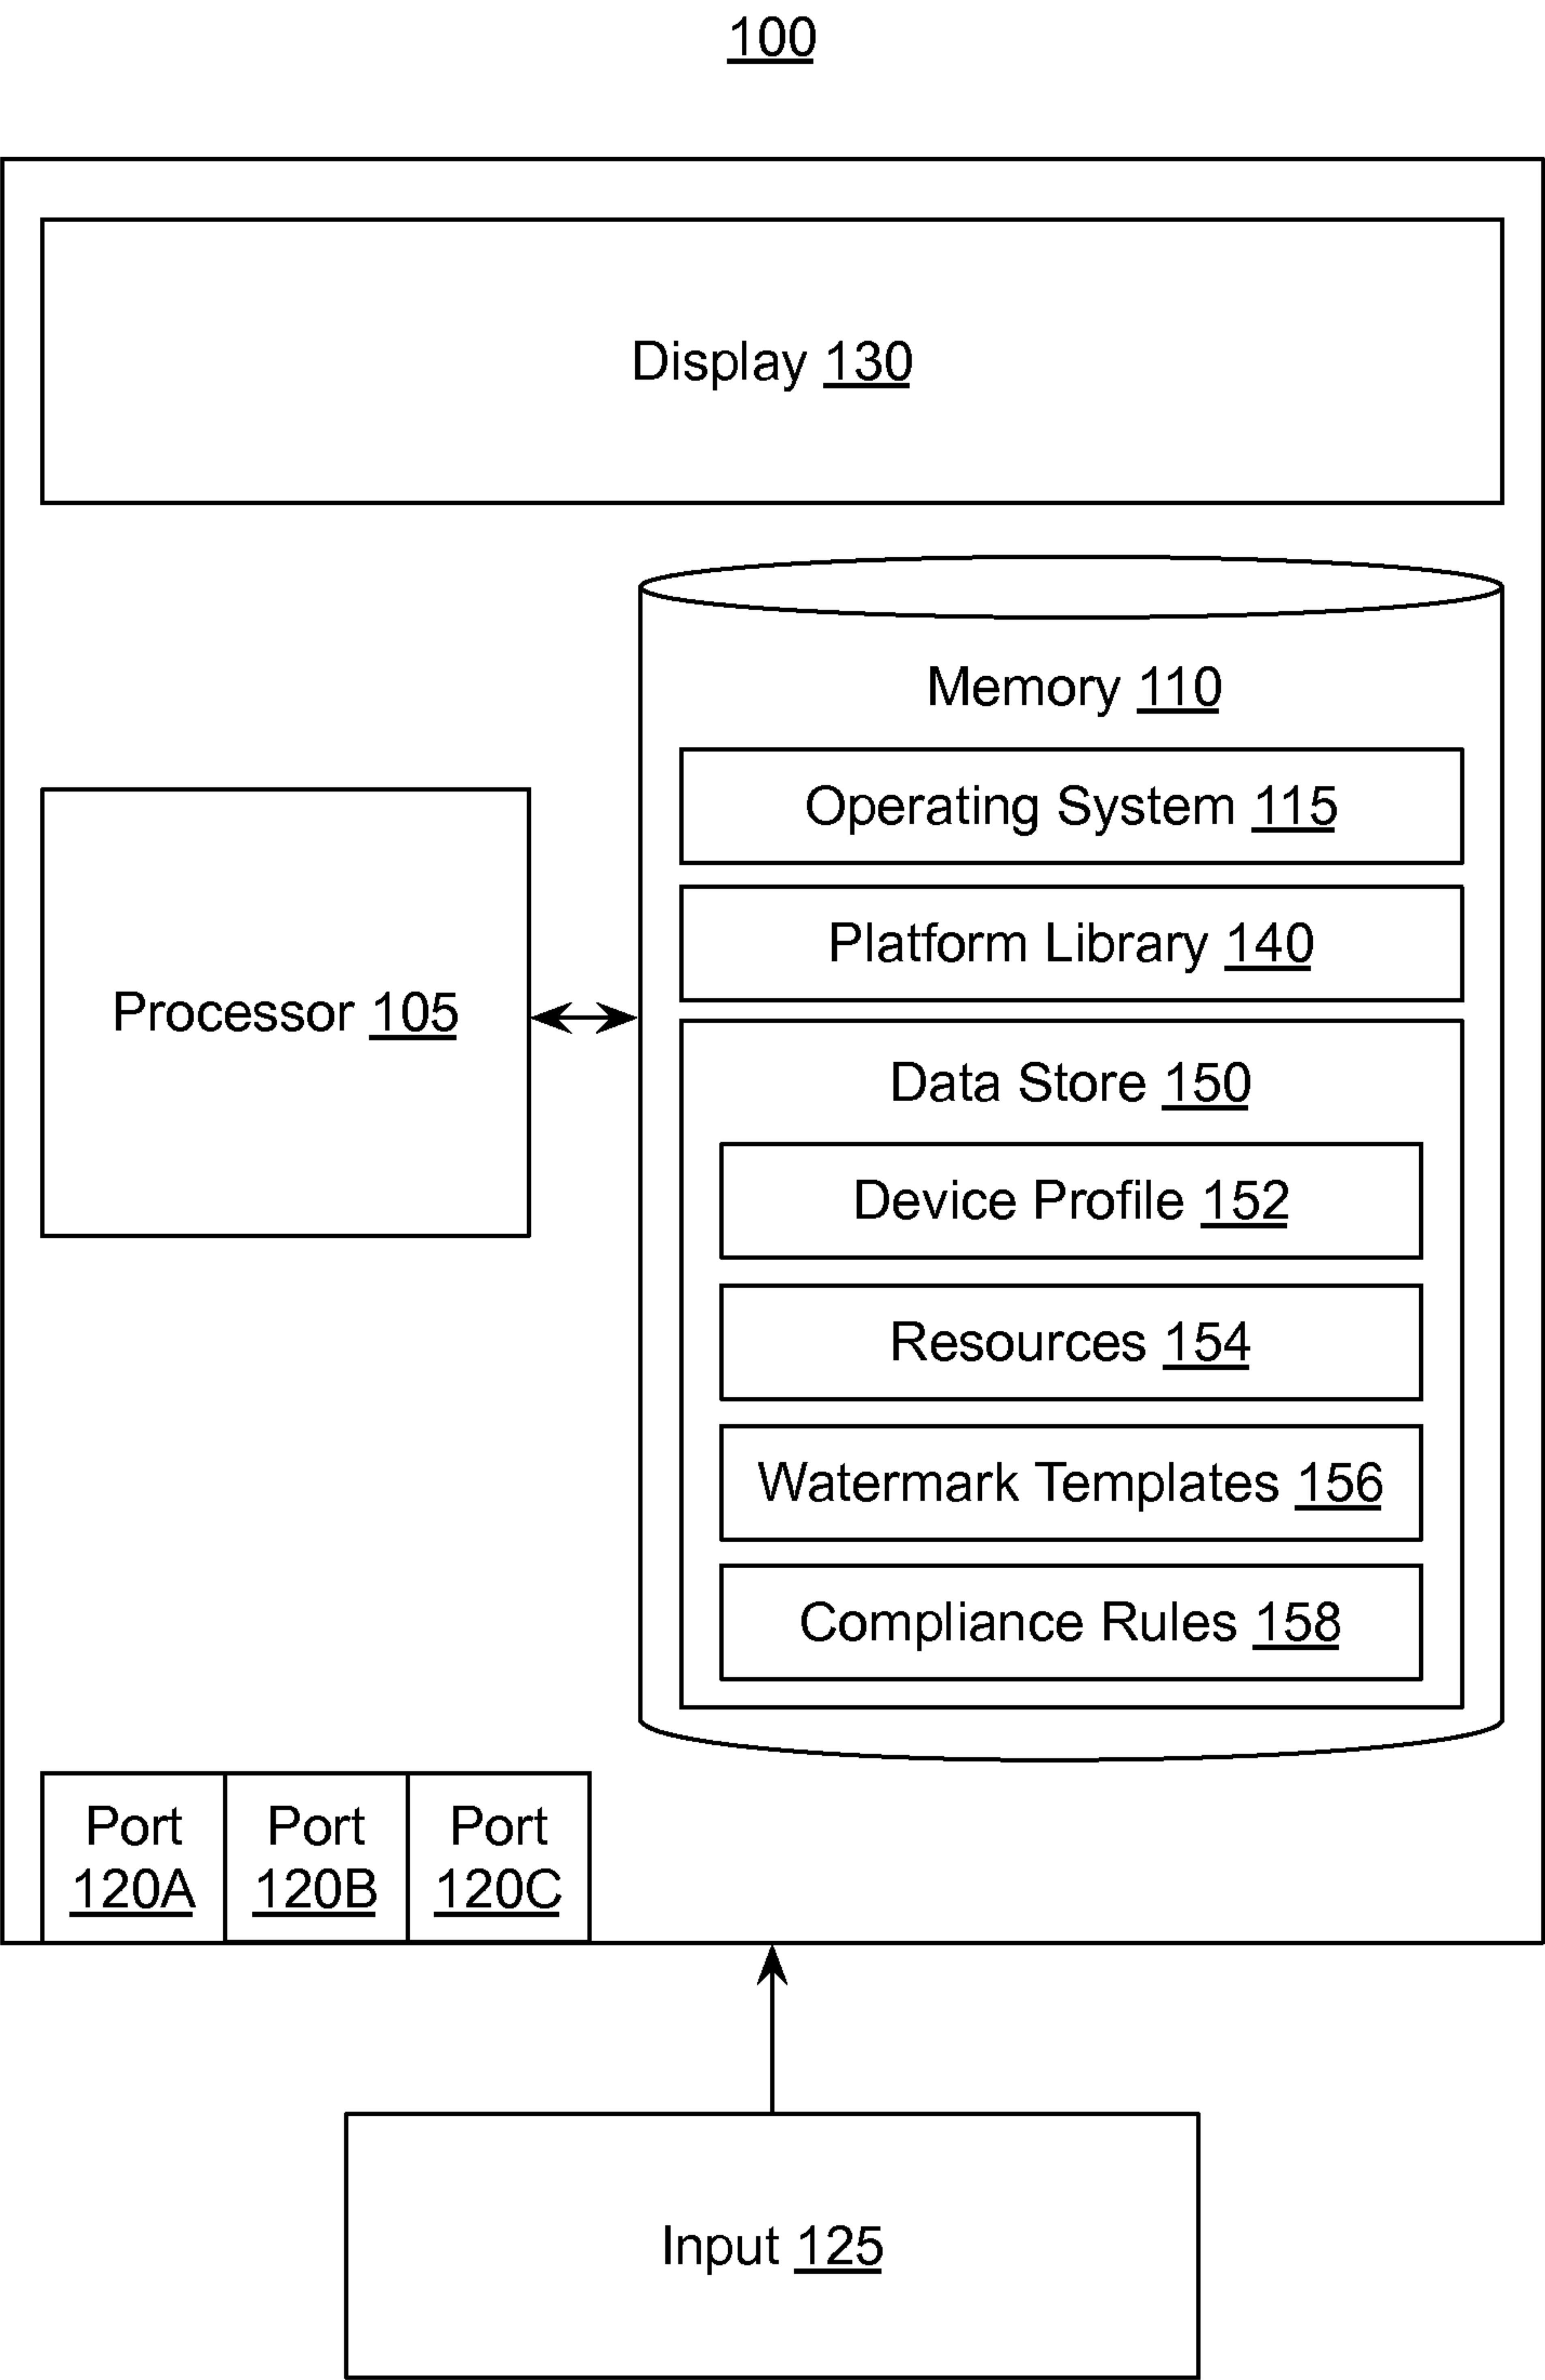 100
Display 130
Memory 110
Operating System 115
Platform Library 140
Processor 105
Data Store 150
Device Profile 152
Resources 154
Watermark Templates 156
Compliance Rules 158
Port
120A
Port
120B
Port
120C
Input 125